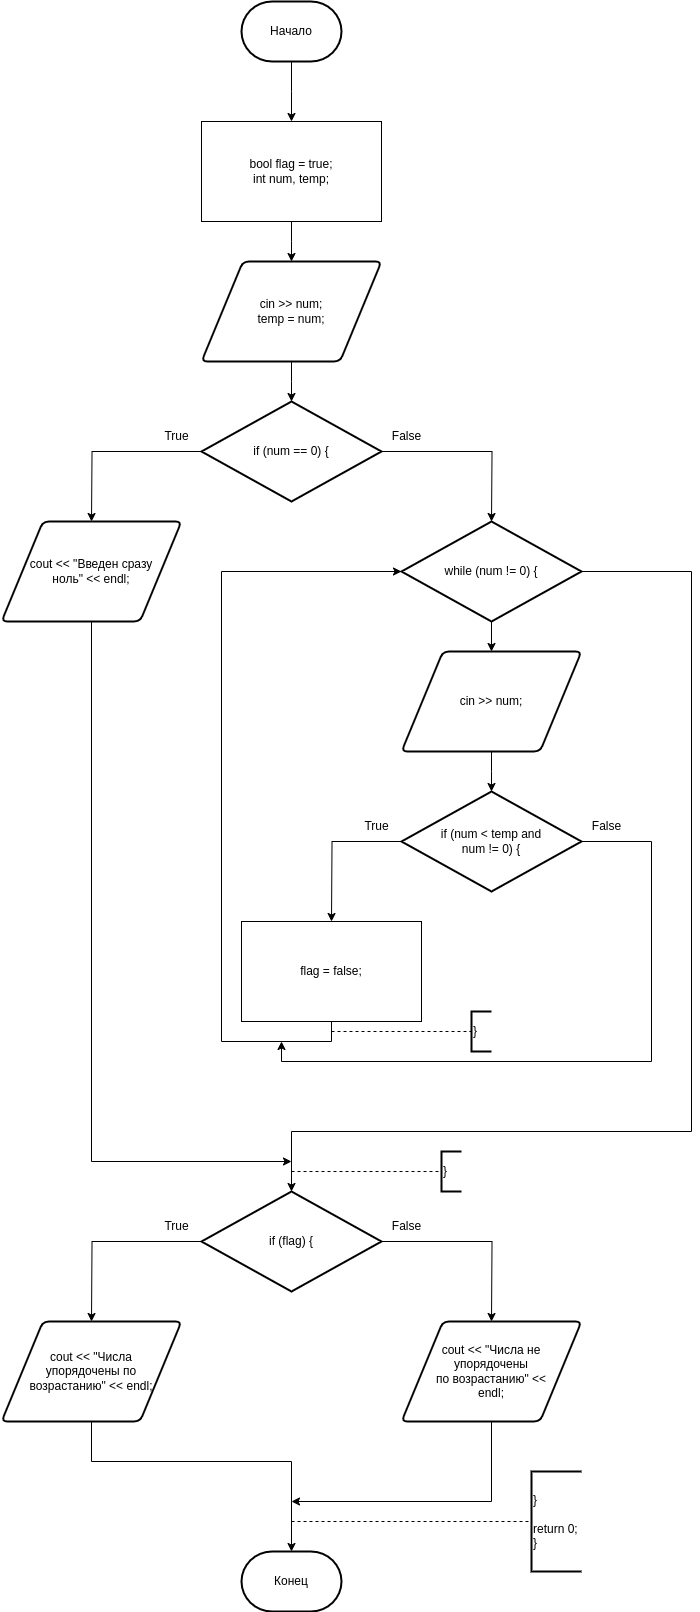 Начало
bool flag = true;
int num, temp;
cin >> num;
temp = num;
True
False
if (num == 0) {
cout << "Введен сразу
ноль" << endl;
while (num != 0) {
cin >> num;
True
False
if (num < temp and
num != 0) {
flag = false;
}
}
True
False
if (flag) {
cout << "Числа
упорядочены по
возрастанию" << endl;
cout << "Числа не
упорядочены
по возрастанию" <<
endl;
}
return 0;
}
Конец